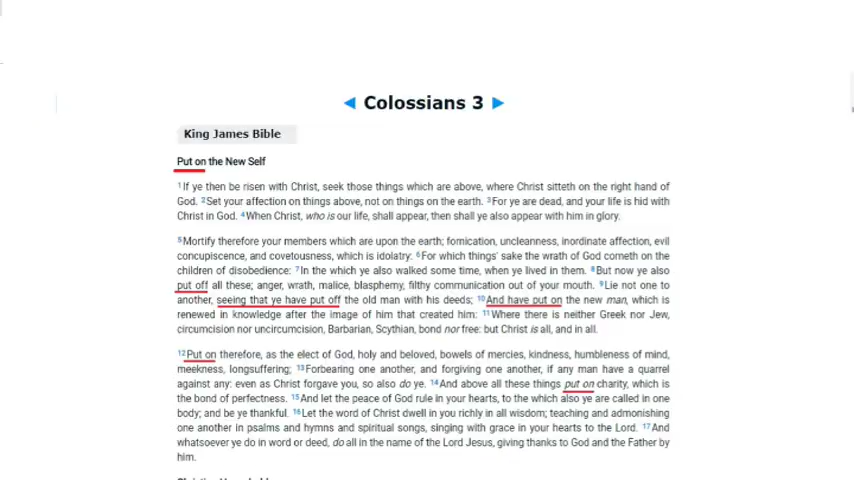 ◄ Colossians 3 ►
King James Bible
Put on the New Self
1If ye then be risen with Christ, seek those things which are above, where Christ sitteth on the right hand of
God. 2Set your affection on things above, not on things on the earth. 3For ye are dead, and your life is hid with
Christ in God. 4When Christ, who is our life, shall appear, then shall ye also appear with him in glory.
5Mortify therefore your members which are upon the earth; fornication, uncleanness, inordinate affection, evil
concupiscence, and covetousness, which is idolatry: 6For which things' sake the wrath of God cometh on the
children of disobedience: 7In the which ye also walked some time, when ye lived in them. 8But now ye also
put off all these; anger, wrath, malice, blasphemy, filthy communication out of your mouth. 9Lie not one to
another, seeing that ye have put off the old man with his deeds; 10And have put on the new man, which is
renewed in knowledge after the image of him that created him: 11Where there is neither Greek nor Jew,
circumcision nor uncircumcision, Barbarian, Scythian, bond nor free: but Christ is all, and in all.
12Put on therefore, as the elect of God, holy and beloved, bowels of mercies, kindness, humbleness of mind,
meekness, longsuffering; 13Forbearing one another, and forgiving one another, if any man have a quarrel
against any: even as Christ forgave you, so also do ye. 14And above all these things put on charity, which is
the bond of perfectness. 15And let the peace of God rule in your hearts, to the which also ye are called in one
body; and be ye thankful. 16Let the word of Christ dwell in you richly in all wisdom; teaching and admonishing
one another in psalms and hymns and spiritual songs, singing with grace in your hearts to the Lord. 17And
whatsoever ye do in word or deed, do all in the name of the Lord Jesus, giving thanks to God and the Father by
him.